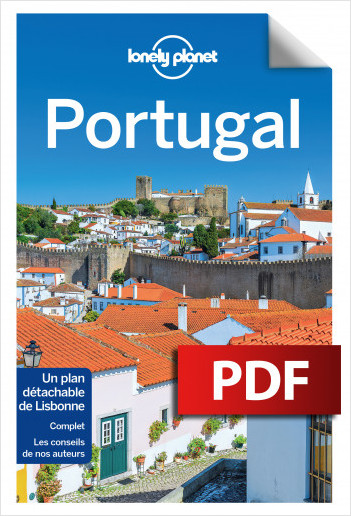 lonely planet
Portugal
PDF
Un plan
détachable
de Lisbonne
Complet
Les conseils
de nos auteurs